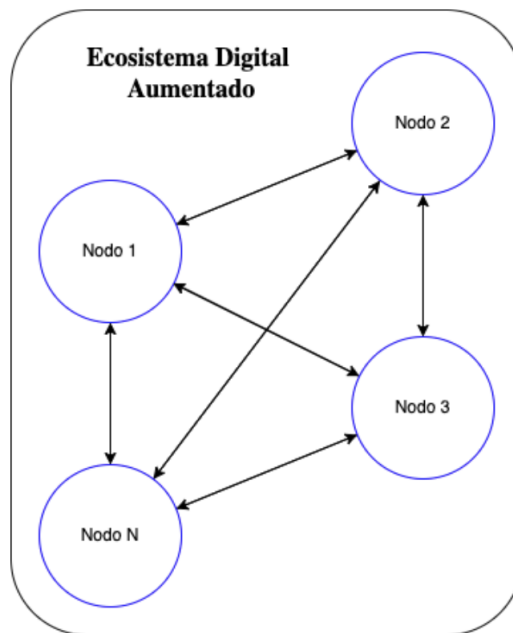 Ecosistema Digital
Aumentado
Nodo 2
Nodo 1
Nodo 3
Nodo N